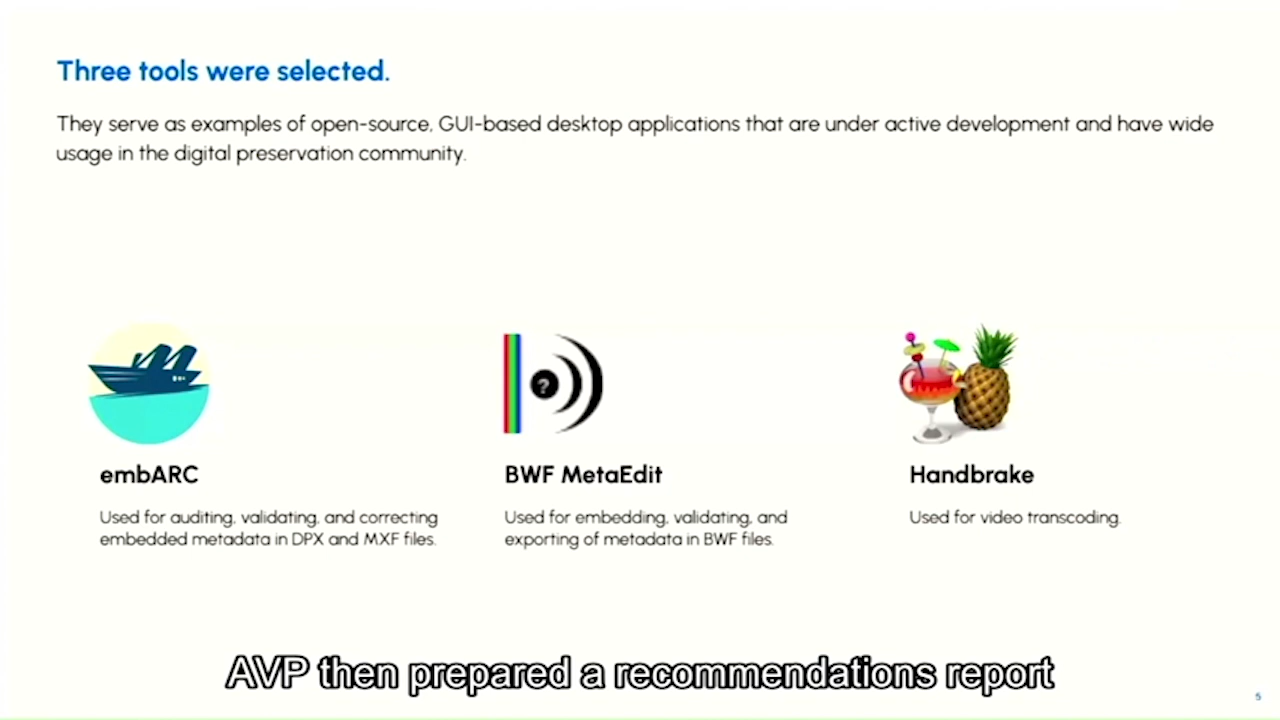 Three tools were selected.
They serve as examples of open-source, GUI-based desktop applications that are under active development and have wide
usage in the digital preservation community.
?
embARC
Used for auditing, validating, and correcting
embedded metadata in DPX and MXF files.
BWF MetaEdit
Used for embedding, validating, and
exporting of metadata in BWF files.
Handbrake
Used for video transcoding.
AVP then prepared a recommendations report
5